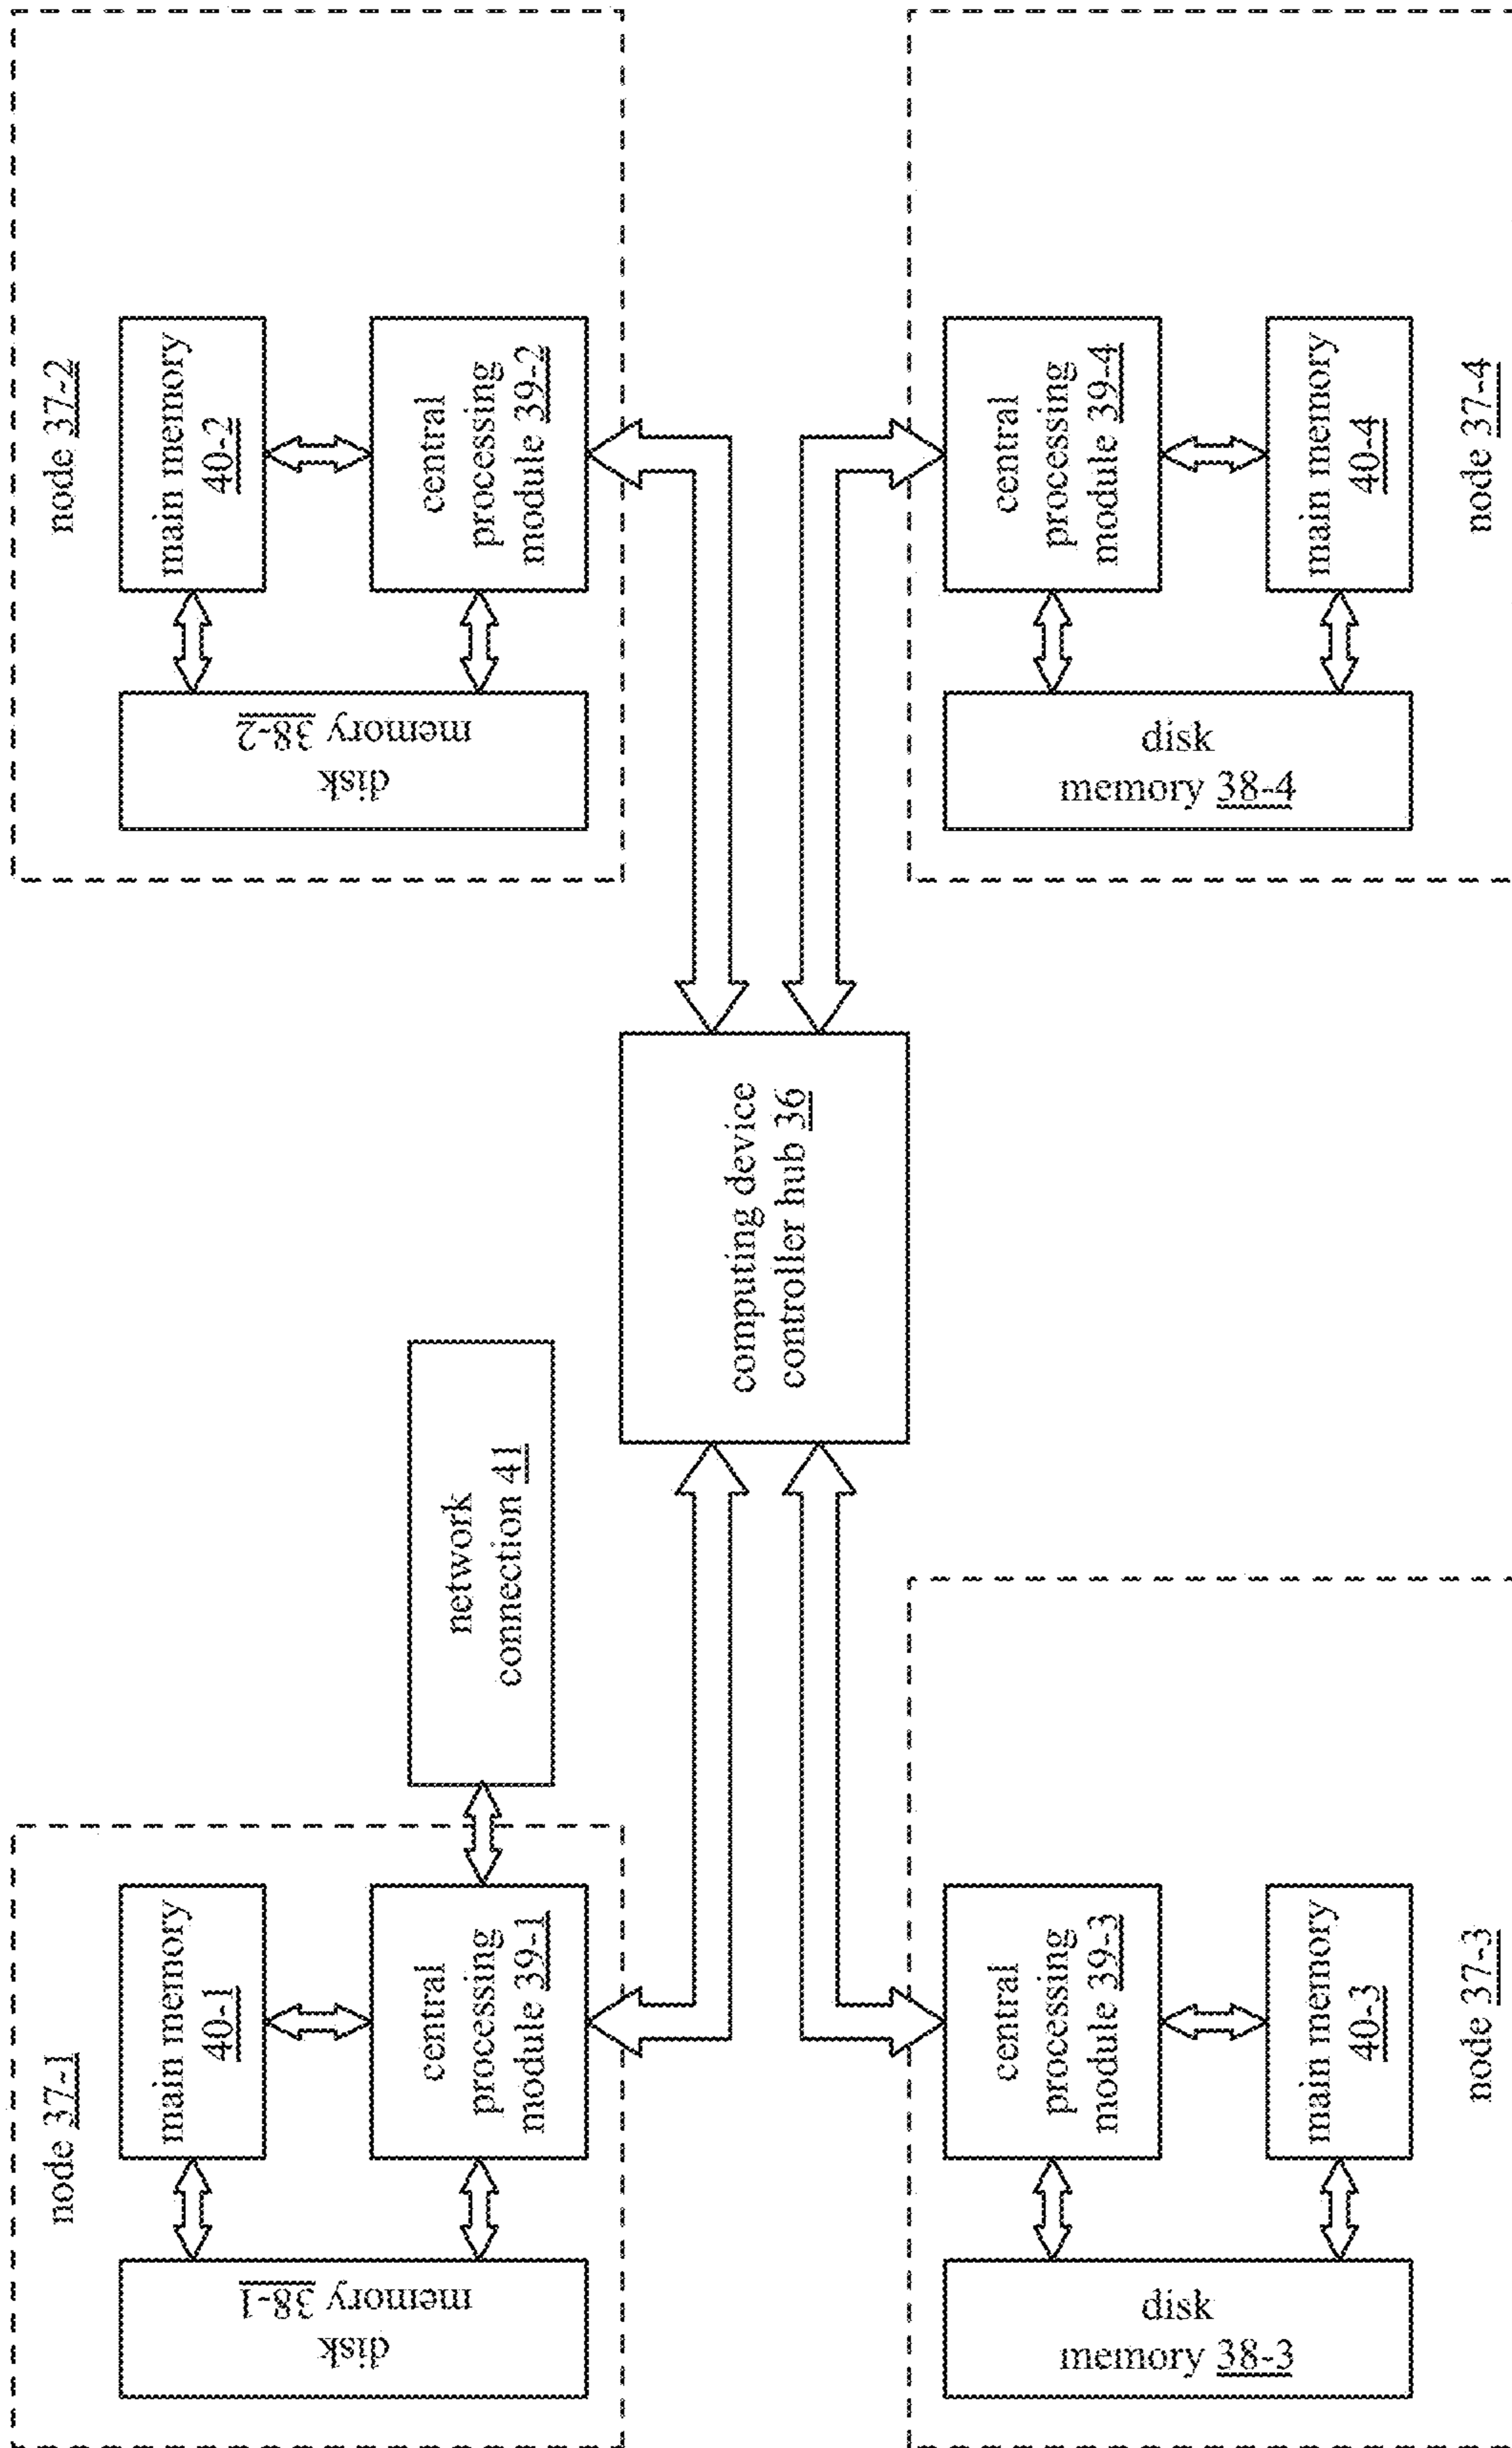 node 37-1
main memory
40-1
central
processing
module 39-1
disk
memory 38-1
network
connection 41
node 37-2
main memory
40-2
central
processing
module 39-2
disk
memory 38-2
computing device
controller hub 36
central
processing
module 39-3
main memory
40-3
disk
memory 38-3
node 37-3
central
processing
module 39-4
main memory
40-4
disk
memory 38-4
node 37-4